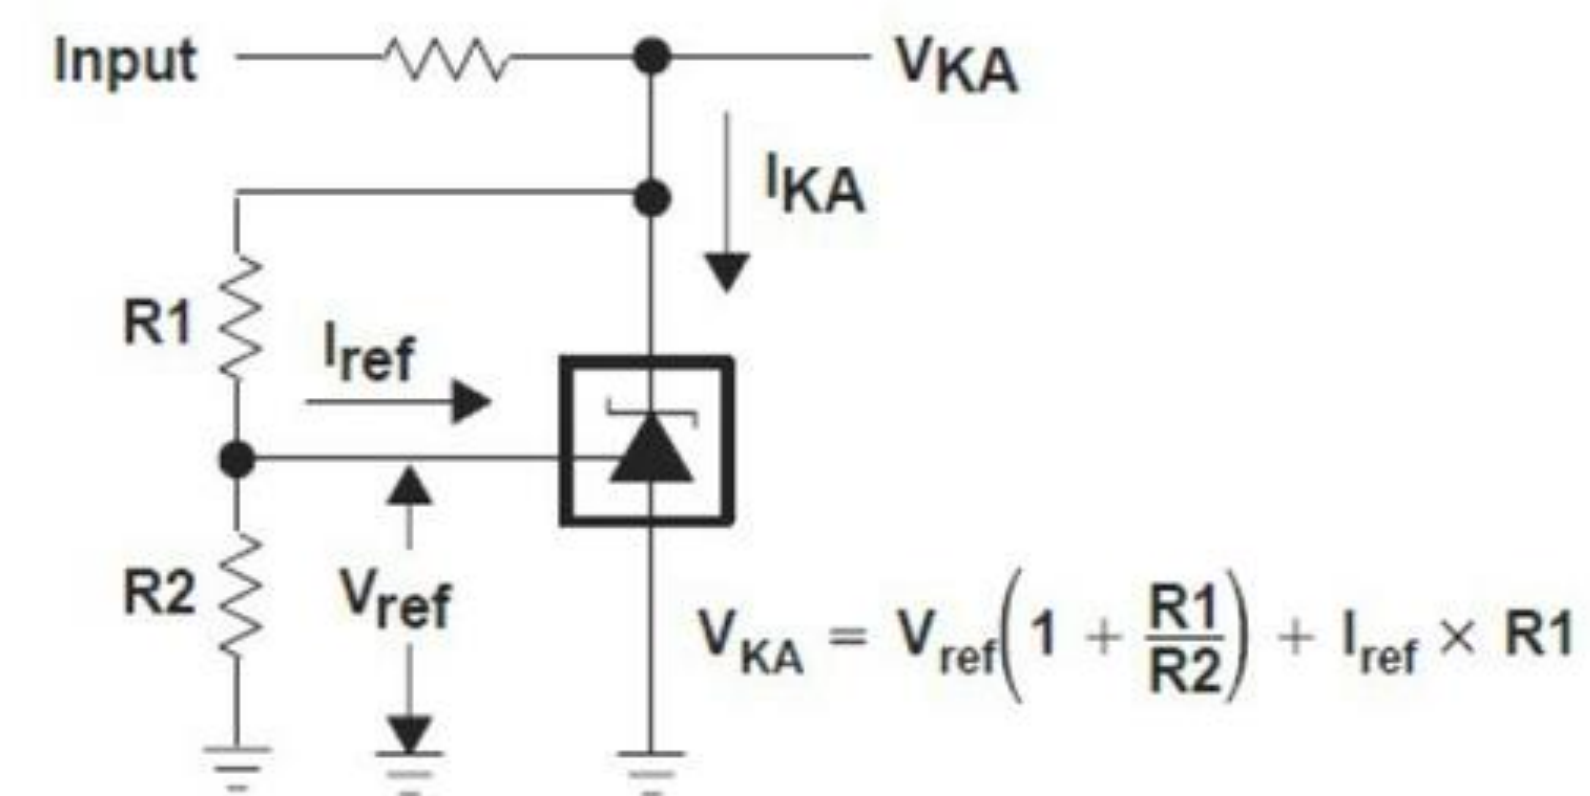 Input
VKA
IKA
R1
Iref
R2
Vref
VKA = Vref(1 + R1/R2) + Iref × R1